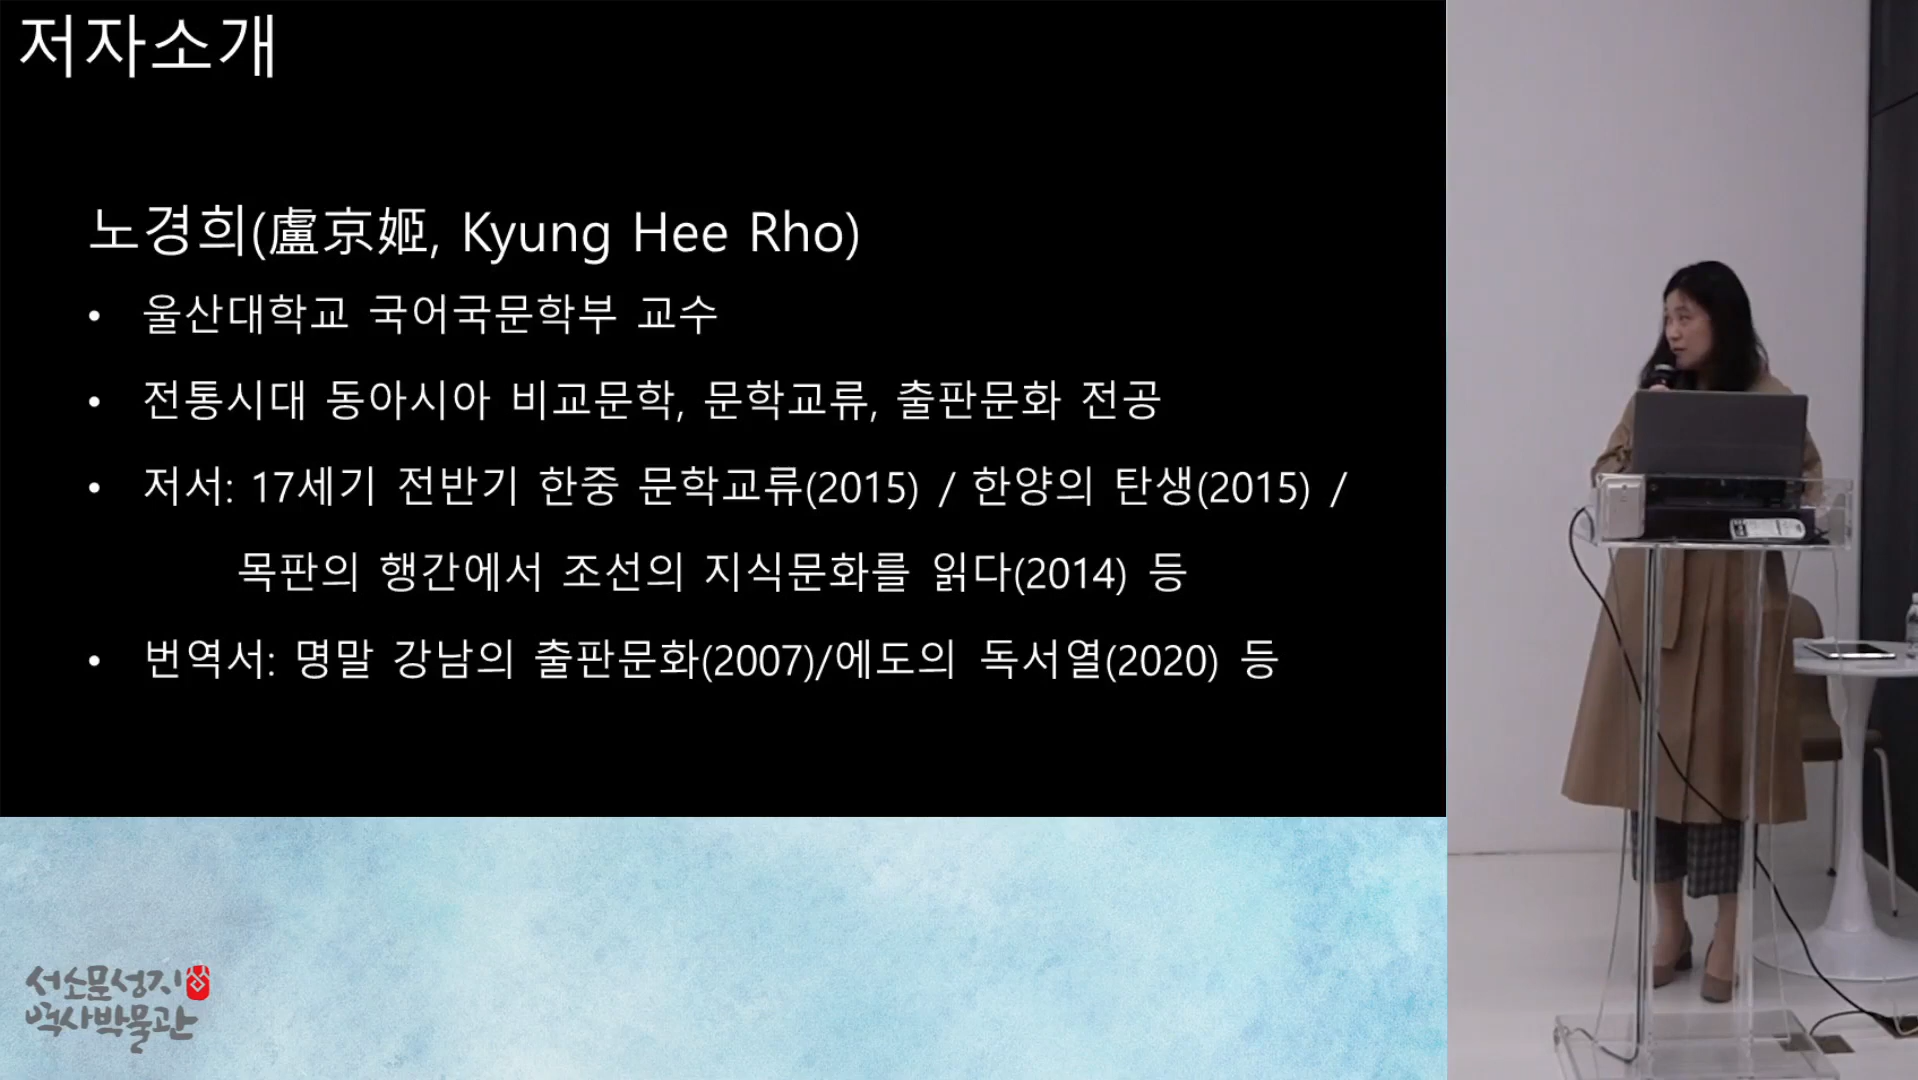 저자소개
노경희(盧京姬, Kyung Hee Rho)
• 울산대학교 국어국문학부 교수
• 전통시대 동아시아 비교문학, 문학교류, 출판문화 전공
• 저서: 17세기 전반기 한중 문학교류(2015) / 한양의 탄생(2015) /
목판의 행간에서 조선의 지식문화를 읽다(2014) 등
• 번역서: 명말 강남의 출판문화(2007)/에도의 독서열(2020) 등
서소문성지
역사박물관